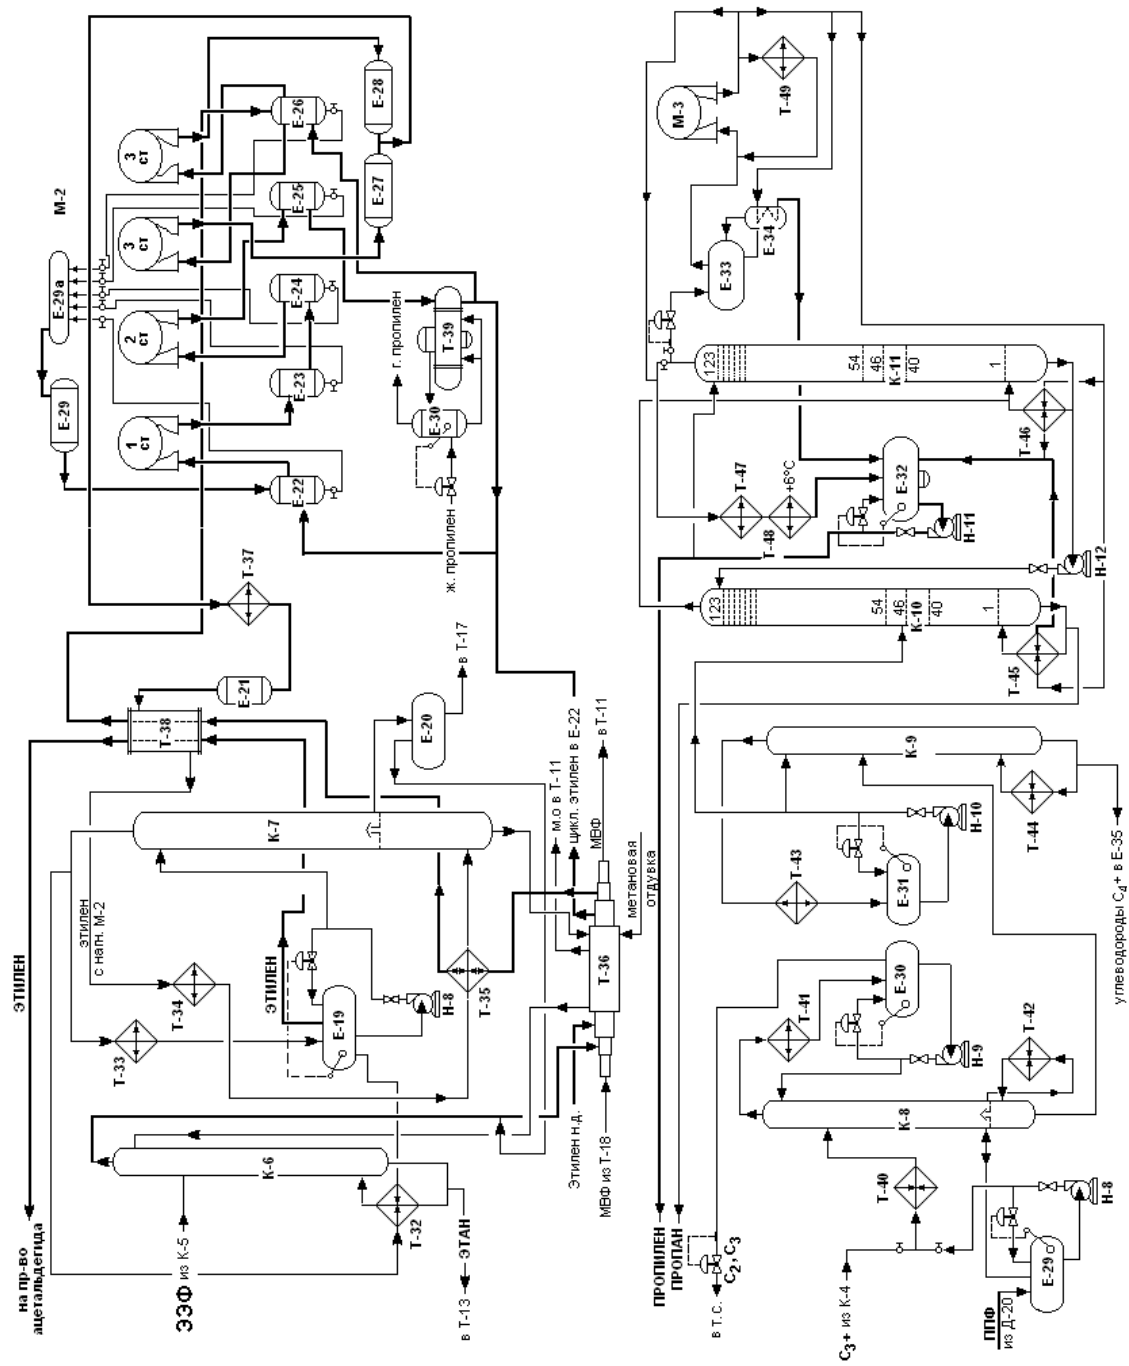 М-2
Е-29а
Е-29
1 ст
2 ст
3 ст
3 ст
Е-22
Е-23
Е-24
Е-25
Е-26
Е-27
Е-28
Е-30
Т-39
г. пропилен
ж. пропилен
Т-37
Е-21
Т-38
Е-20
в Т-17
ЭТИЛЕН
на пр-во
ацетальдегида
этилен
с нагн. М-2
К-7
Т-33
Т-34
ЭТИЛЕН
Е-19
Н-8
Т-35
Т-36
м.о в Т-11
цикл. этилен в Е-22
в Т-11
МВФ
метановая
отдувка
Этилен н.д.
МВФ из Т-18
К-6
Т-32
ЭЭФ из К-5
в Т-13
ЭТАН
М-3
Т-49
Е-33
Е-34
123
54
46
40
1
К-11
Т-46
Т-47
+6°С
Т-48
Е-32
Н-11
Н-12
123
54
46
40
1
К-10
Т-45
К-9
Т-44
Н-10
Т-43
Е-31
углеводороды С4+ в Е-35
Т-41
Е-30
Т-42
Н-9
К-8
Т-40
Н-8
Е-29
ППФ
из Д-20
С3+ из К-4
в т.с.
С2, С3
ПРОПИЛЕН
ПРОПАН